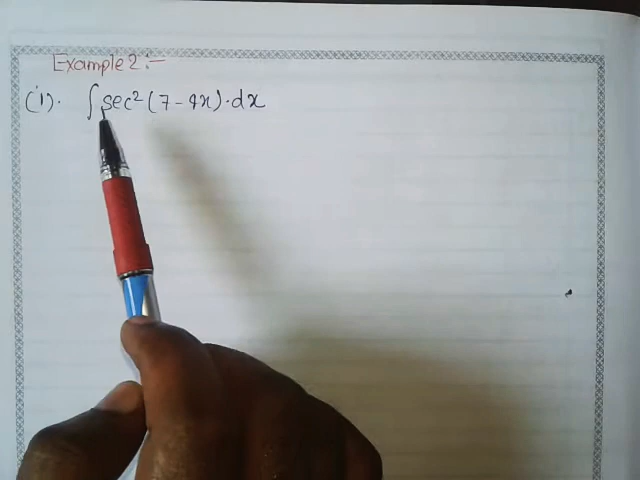 Example 2:-
(i). ∫sec²(7-4x).dx